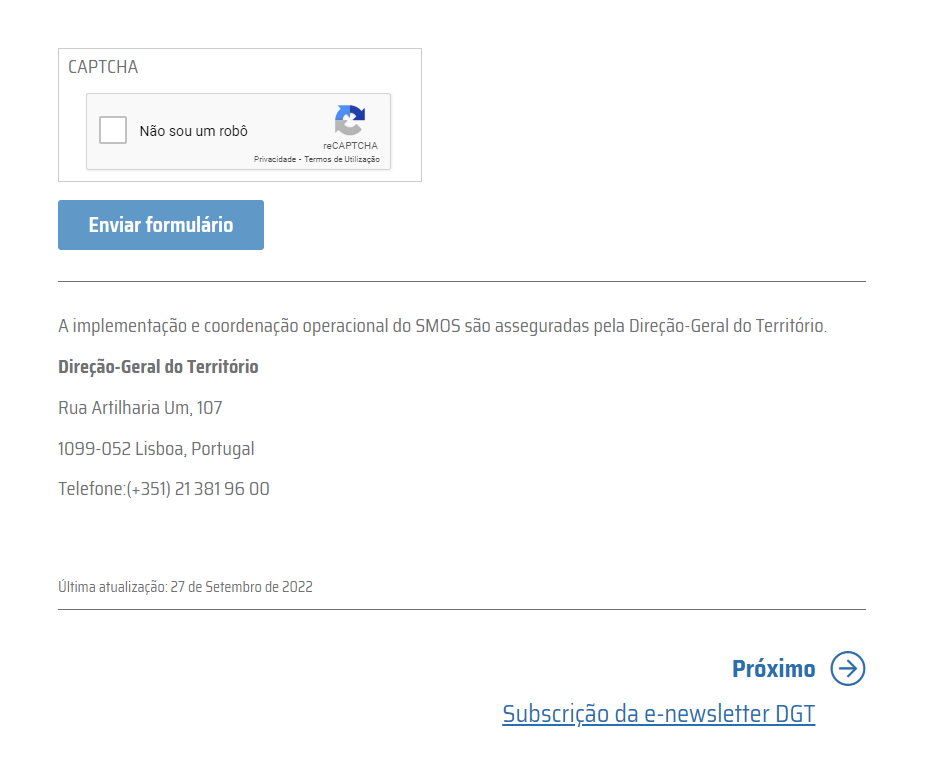 CAPTCHA
Não sou um robô
reCAPTCHA
Privacidade - Termos de Utilização
Enviar formulário
A implementação e coordenação operacional do SMOS são asseguradas pela Direção-Geral do Território.
Direção-Geral do Território
Rua Artilharia Um, 107
1099-052 Lisboa, Portugal
Telefone:(+351) 21 381 96 00
Última atualização: 27 de Setembro de 2022
Próximo
Subscrição da e-newsletter DGT